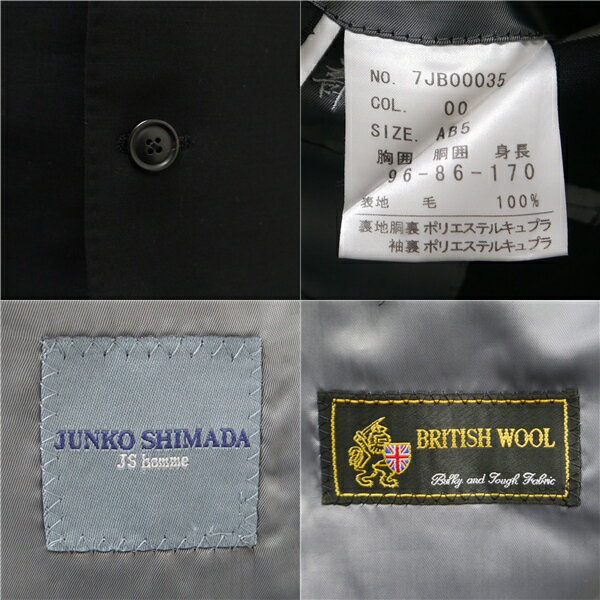 NO. 7JB00035
COL. 00
SIZE. AB5
胸囲 胴囲 身長
96-86-170
表地 毛 100%
裏地胴裏 ポリエステルキュプラ
袖裏 ポリエステルキュプラ
JUNKO SHIMADA
JS homme
BRITISH WOOL
Bulky and Tough Fabric